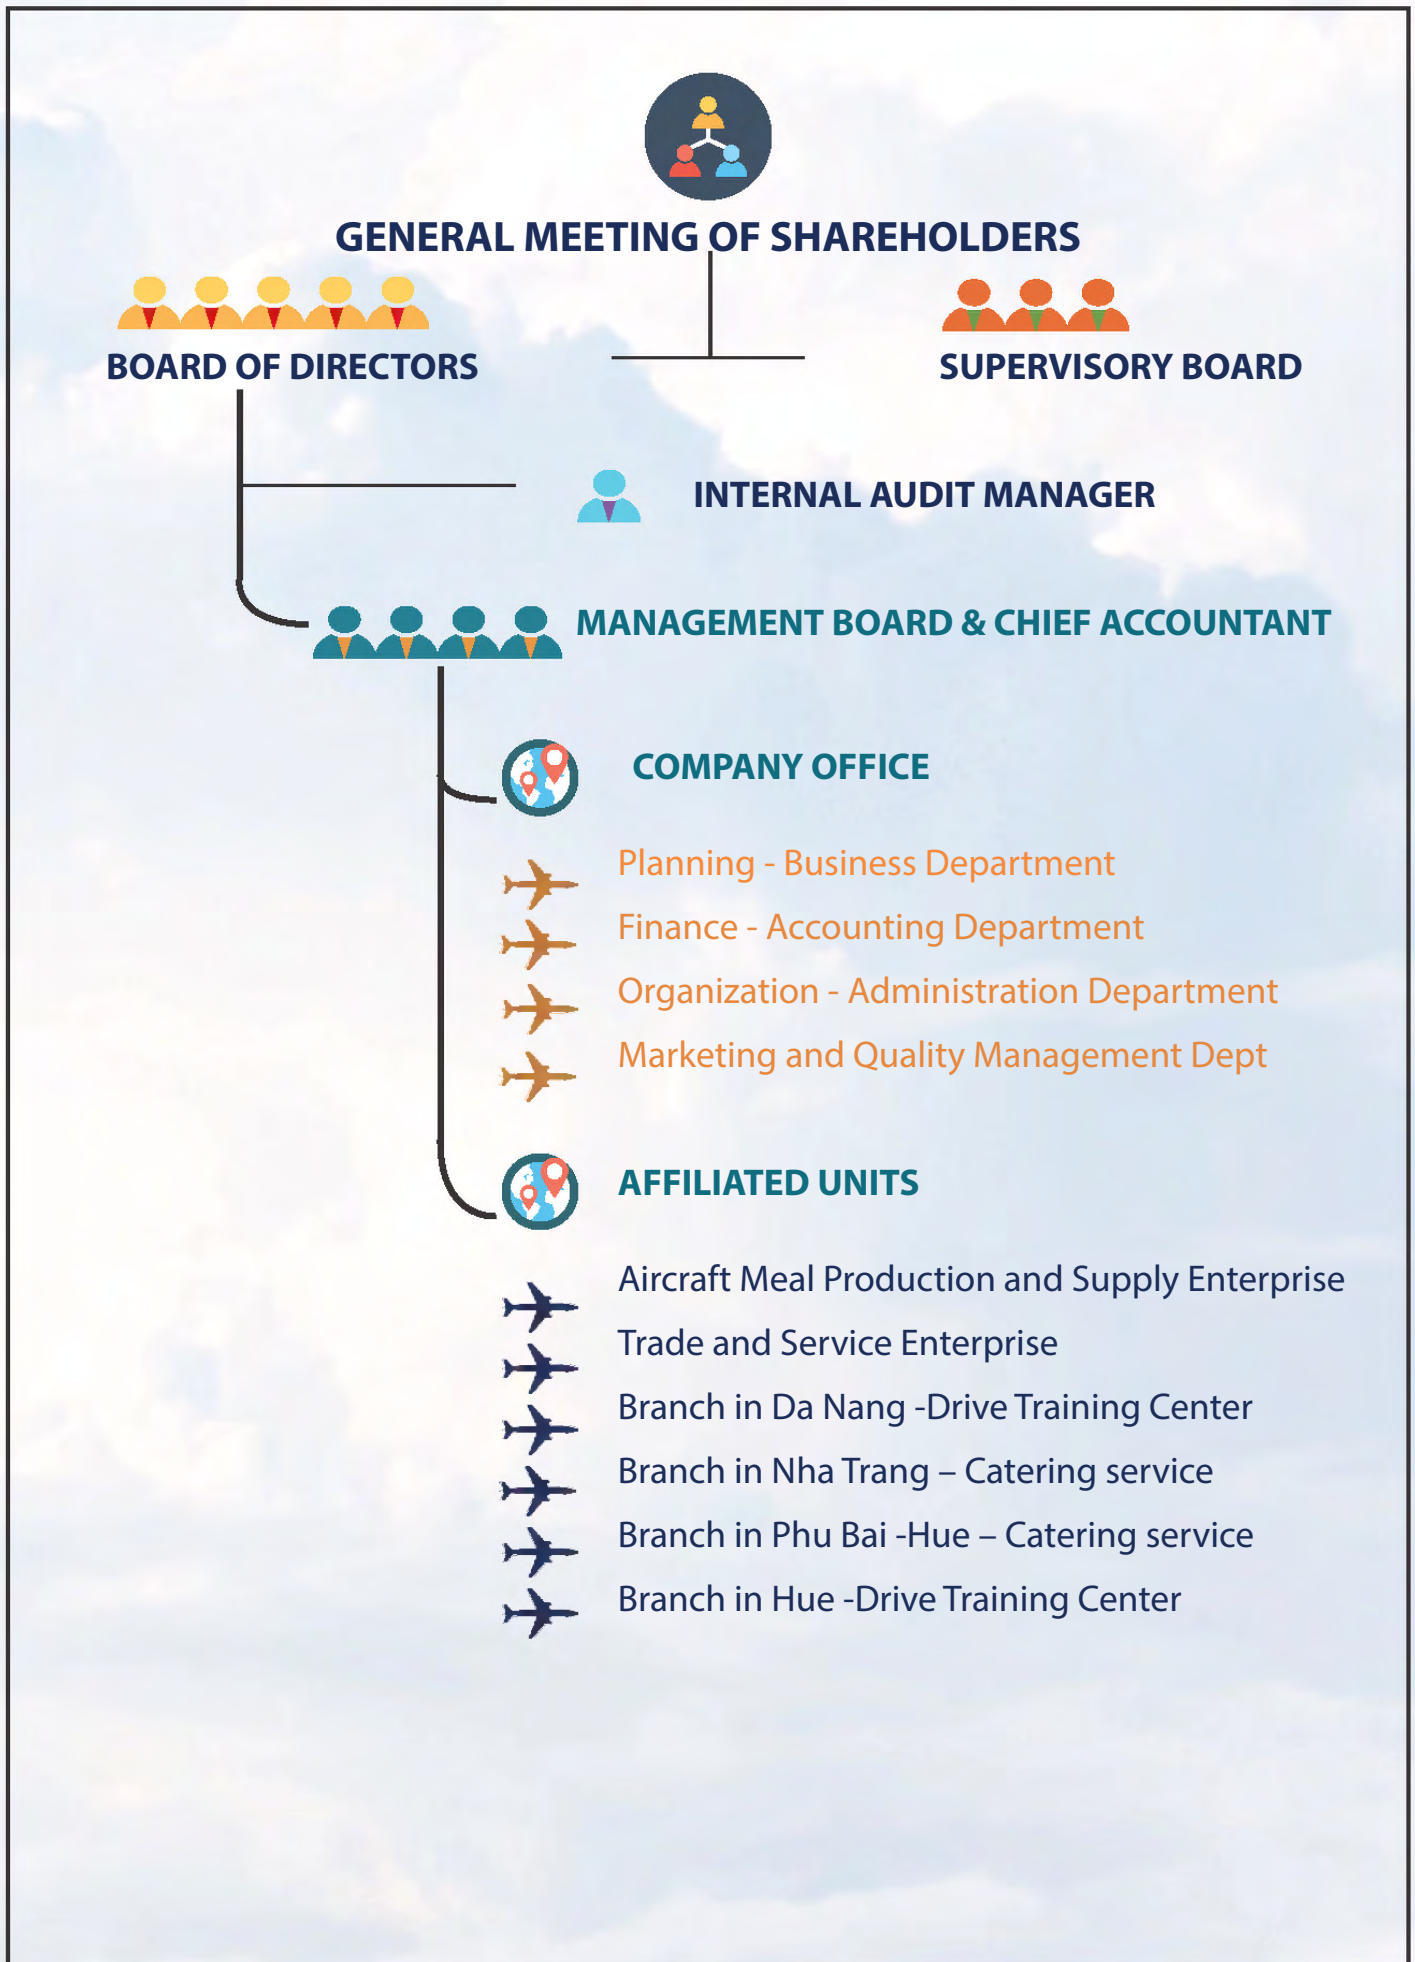 GENERAL MEETING OF SHAREHOLDERS
BOARD OF DIRECTORS
SUPERVISORY BOARD
INTERNAL AUDIT MANAGER
MANAGEMENT BOARD & CHIEF ACCOUNTANT
COMPANY OFFICE
Planning - Business Department
Finance - Accounting Department
Organization - Administration Department
Marketing and Quality Management Dept
AFFILIATED UNITS
Aircraft Meal Production and Supply Enterprise
Trade and Service Enterprise
Branch in Da Nang -Drive Training Center
Branch in Nha Trang – Catering service
Branch in Phu Bai -Hue – Catering service
Branch in Hue -Drive Training Center